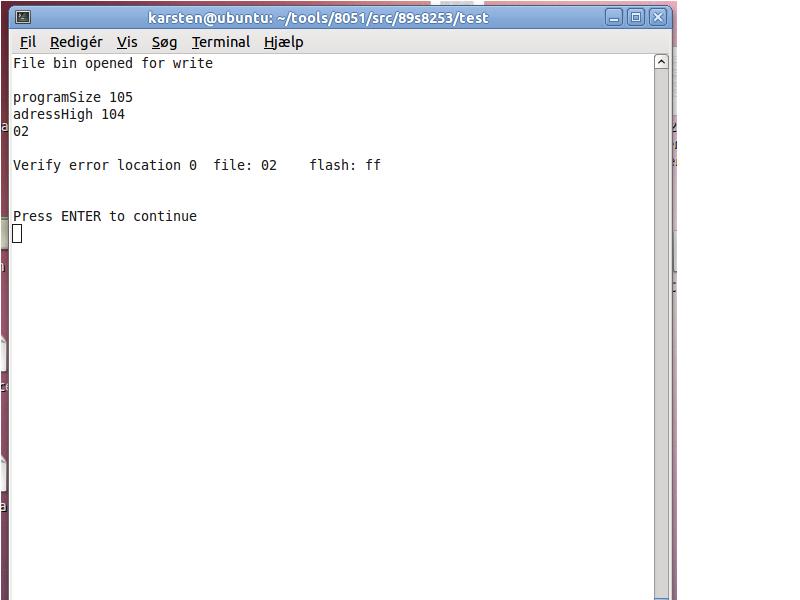 karsten@ubuntu: ~/tools/8051/src/89s8253/test
Fil Redigér Vis Søg Terminal Hjælp
File bin opened for write
programSize 105
adressHigh 104
02
Verify error location 0  file: 02    flash: ff
Press ENTER to continue